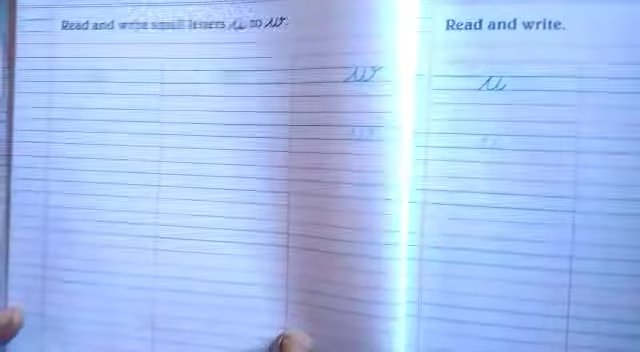 Read and write small letters u to w.
w
Read and write.
u